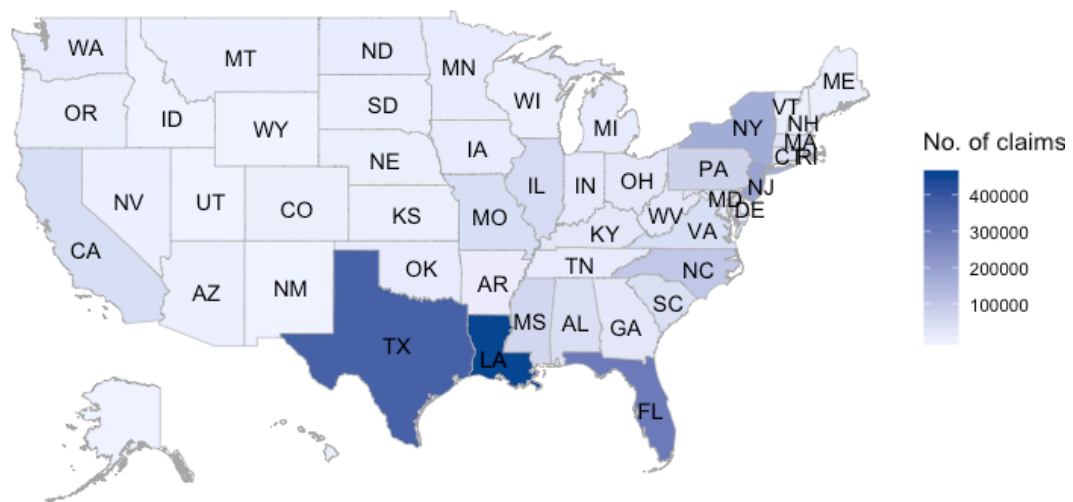 WA
MT
ND
MN
ME
OR
ID
WY
SD
WI
MI
VT
NH
NY
MA
CT
RI
NV
UT
CO
NE
IA
IL
IN
OH
PA
NJ
MD
DE
CA
KS
MO
KY
WV
VA
AZ
NM
OK
AR
TN
NC
SC
TX
LA
MS
AL
GA
FL
No. of claims
400000
300000
200000
100000